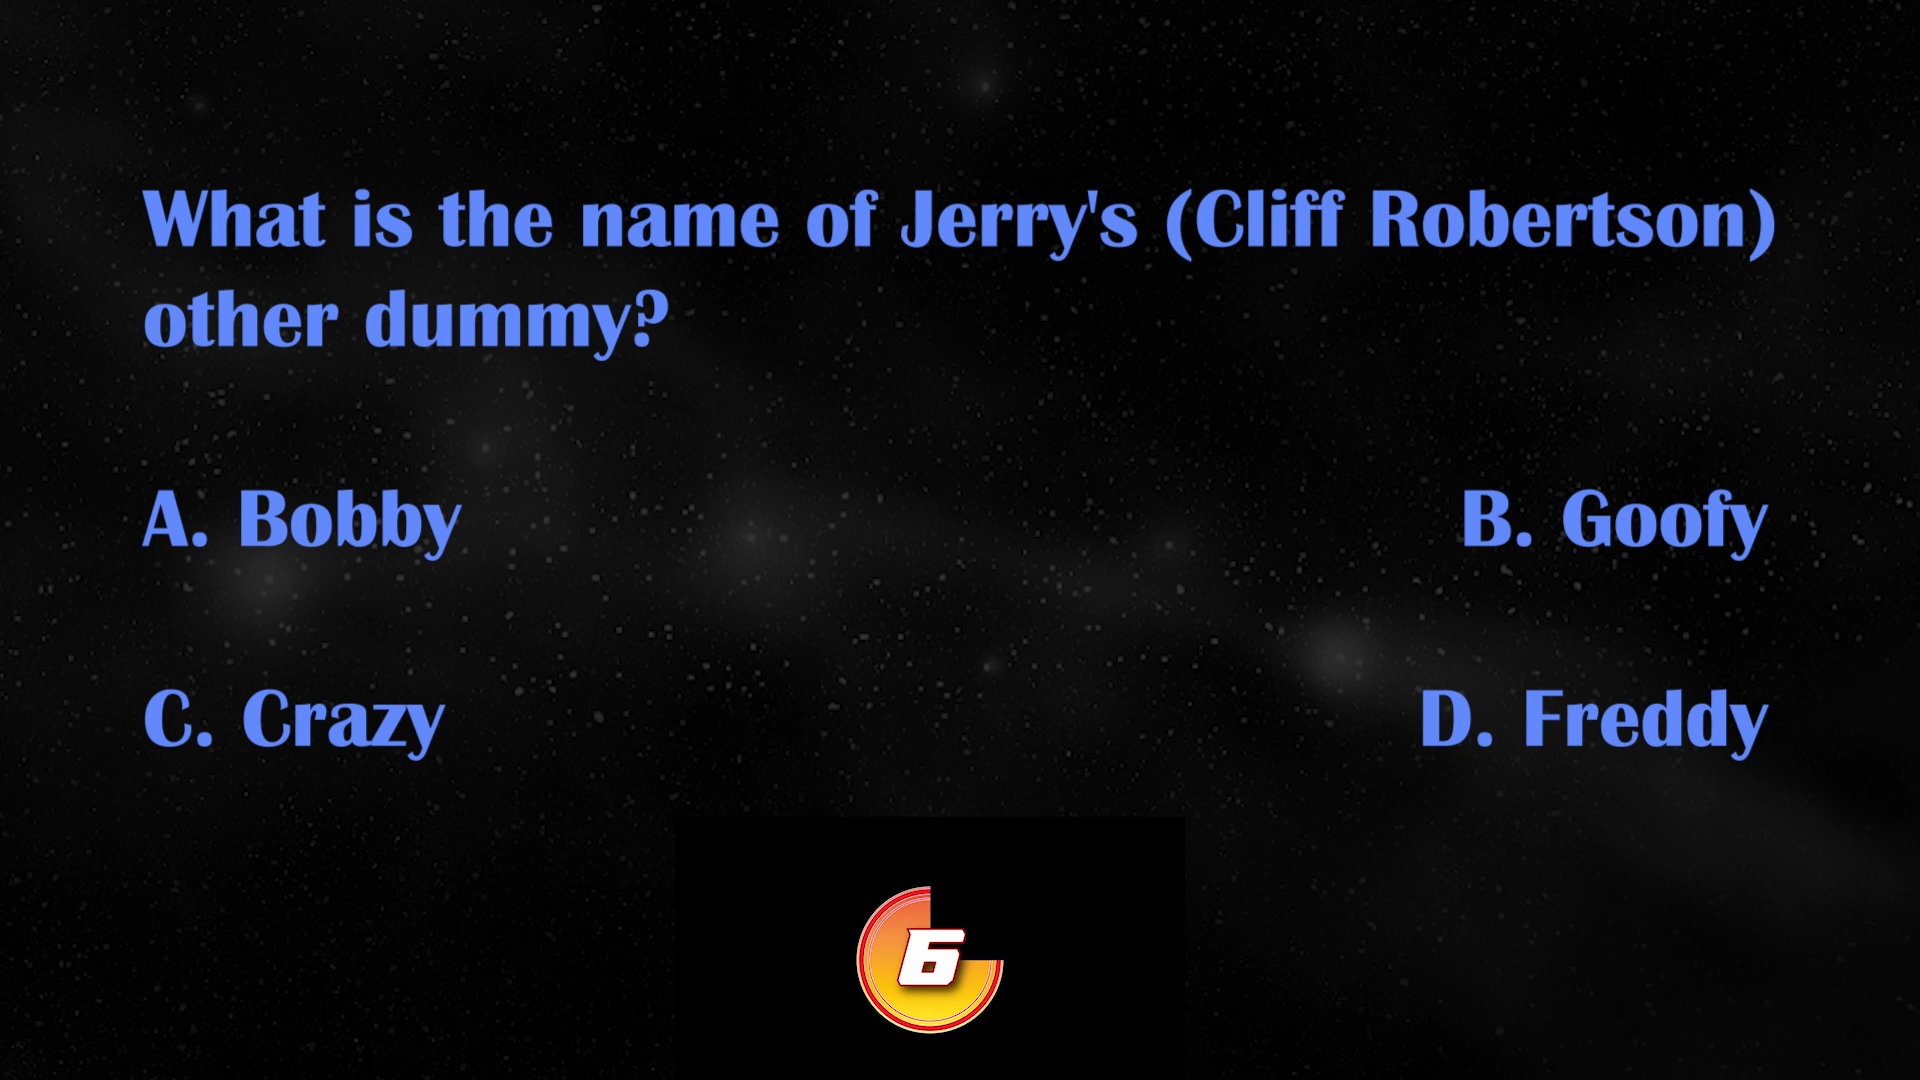 What is the name of Jerry's (Cliff Robertson)
other dummy?
A. Bobby
B. Goofy
C. Crazy
D. Freddy
6